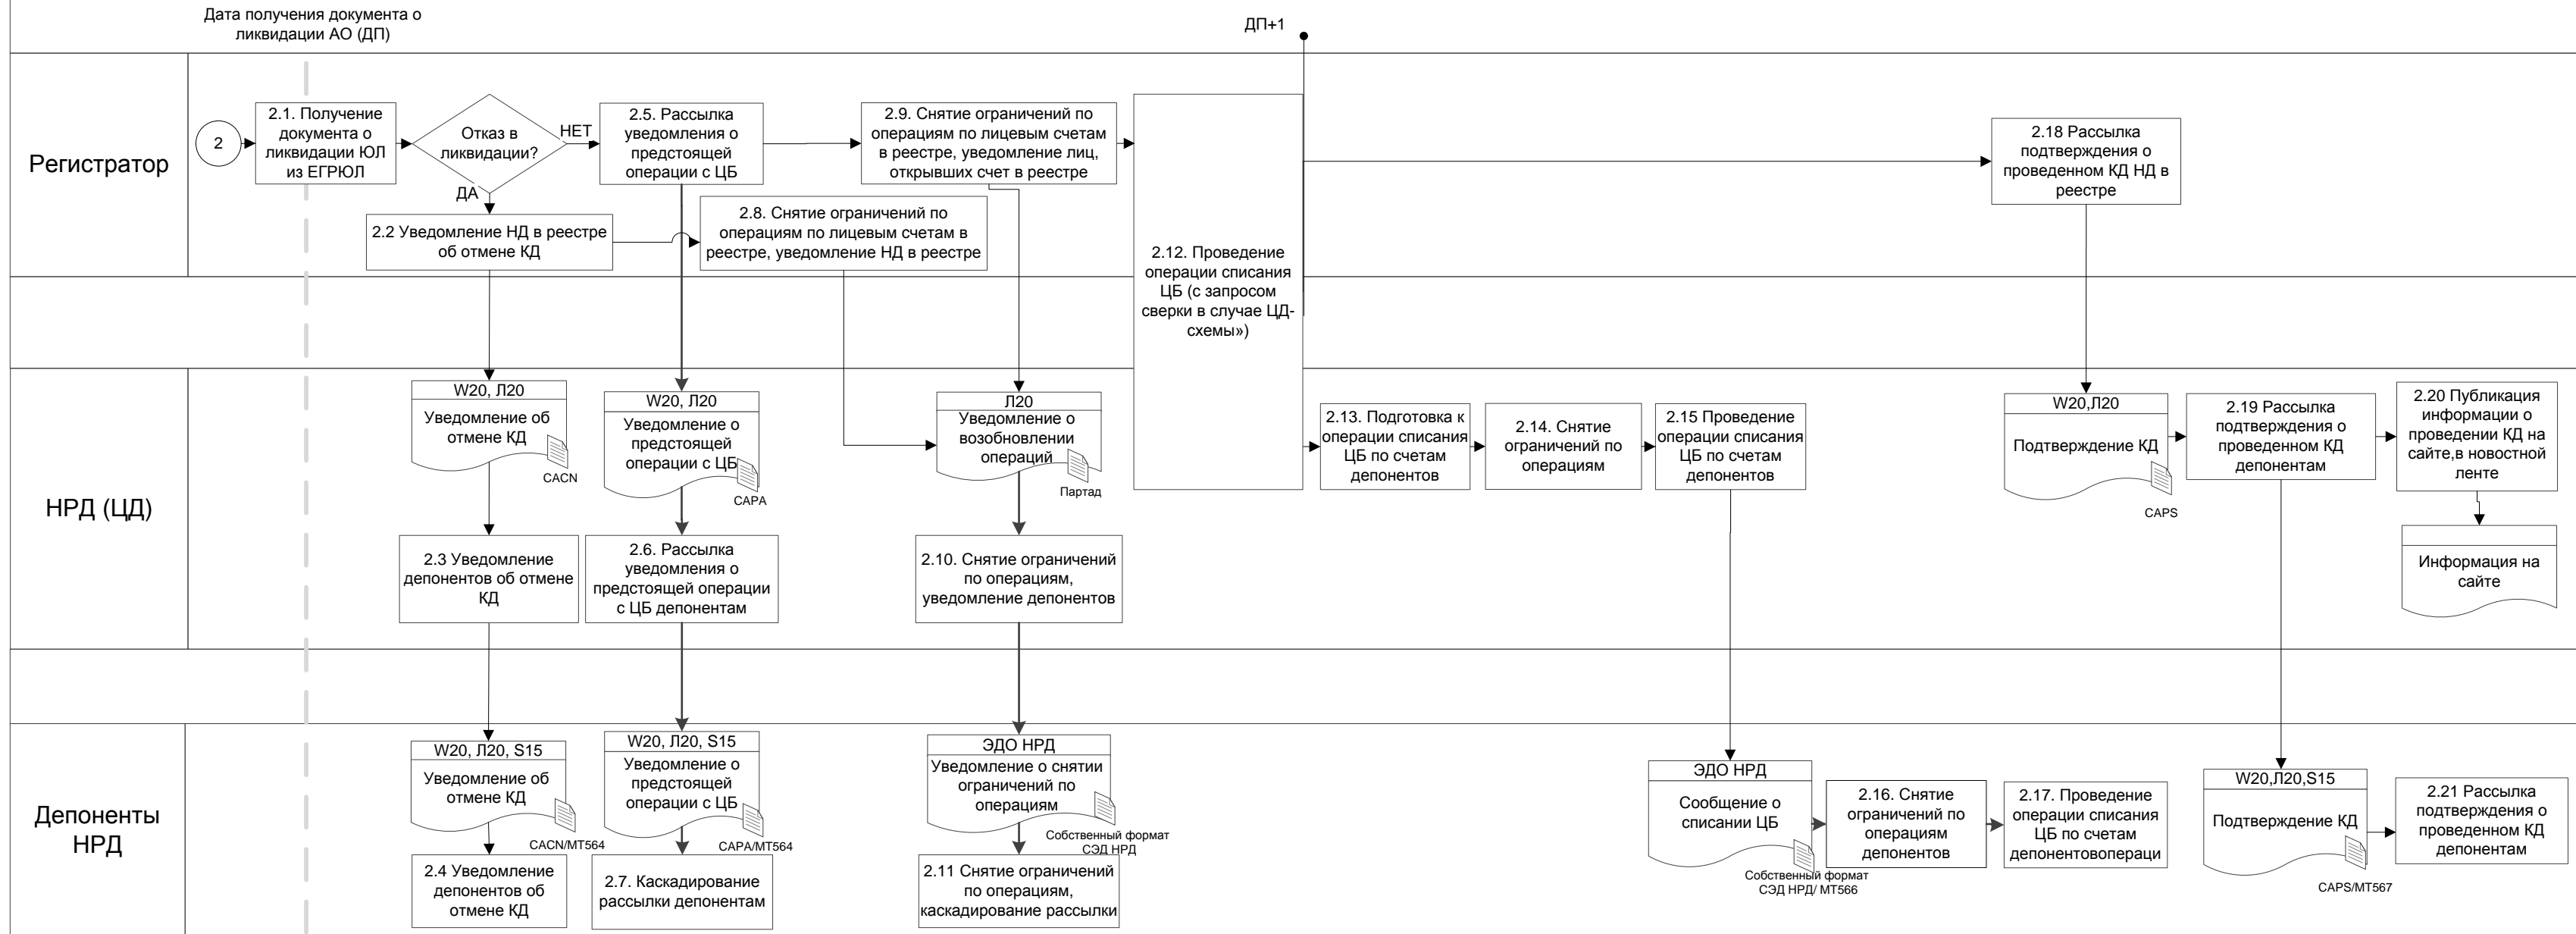 Дата получения документа о
ликвидации АО (ДП)
ДП+1
Регистратор
2
2.1. Получение
документа о
ликвидации ЮЛ
из ЕГРЮЛ
Отказ в
ликвидации?
НЕТ
ДА
2.5. Рассылка
уведомления о
предстоящей
операции с ЦБ
2.9. Снятие ограничений по
операциям по лицевым счетам
в реестре, уведомление лиц,
открывших счет в реестре
2.2 Уведомление НД в реестре
об отмене КД
2.8. Снятие ограничений по
операциям по лицевым счетам в
реестре, уведомление НД в реестре
2.12. Проведение
операции списания
ЦБ (с запросом
сверки в случае ЦД-
схемы»)
2.18 Рассылка
подтверждения о
проведенном КД НД в
реестре
НРД (ЦД)
W20, Л20
Уведомление об
отмене КД
CACN
W20, Л20
Уведомление о
предстоящей
операции с ЦБ
CAPA
Л20
Уведомление о
возобновлении
операций
Партад
2.13. Подготовка к
операции списания
ЦБ по счетам
депонентов
2.14. Снятие
ограничений по
операциям
2.15 Проведение
операции списания
ЦБ по счетам
депонентов
W20,Л20
Подтверждение КД
CAPS
2.19 Рассылка
подтверждения о
проведенном КД
депонентам
2.20 Публикация
информации о
проведении КД на
сайте,в новостной
ленте
Информация на
сайте
2.3 Уведомление
депонентов об отмене
КД
2.6. Рассылка
уведомления о
предстоящей операции
с ЦБ депонентам
2.10. Снятие ограничений
по операциям,
уведомление депонентов
Депоненты
НРД
W20, Л20, S15
Уведомление об
отмене КД
CACN/MT564
2.4 Уведомление
депонентов об
отмене КД
W20, Л20, S15
Уведомление о
предстоящей
операции с ЦБ
CAPA/MT564
2.7. Каскадирование
рассылки депонентам
ЭДО НРД
Уведомление о снятии
ограничений по
операциям
Собственный формат
СЭД НРД
2.11 Снятие ограничений
по операциям,
каскадирование рассылки
ЭДО НРД
Сообщение о
списании ЦБ
Собственный формат
СЭД НРД/ МТ566
2.16. Снятие
ограничений по
операциям
депонентов
2.17. Проведение
операции списания
ЦБ по счетам
депонентовопераци
W20,Л20,S15
Подтверждение КД
CAPS/MT567
2.21 Рассылка
подтверждения о
проведенном КД
депонентам